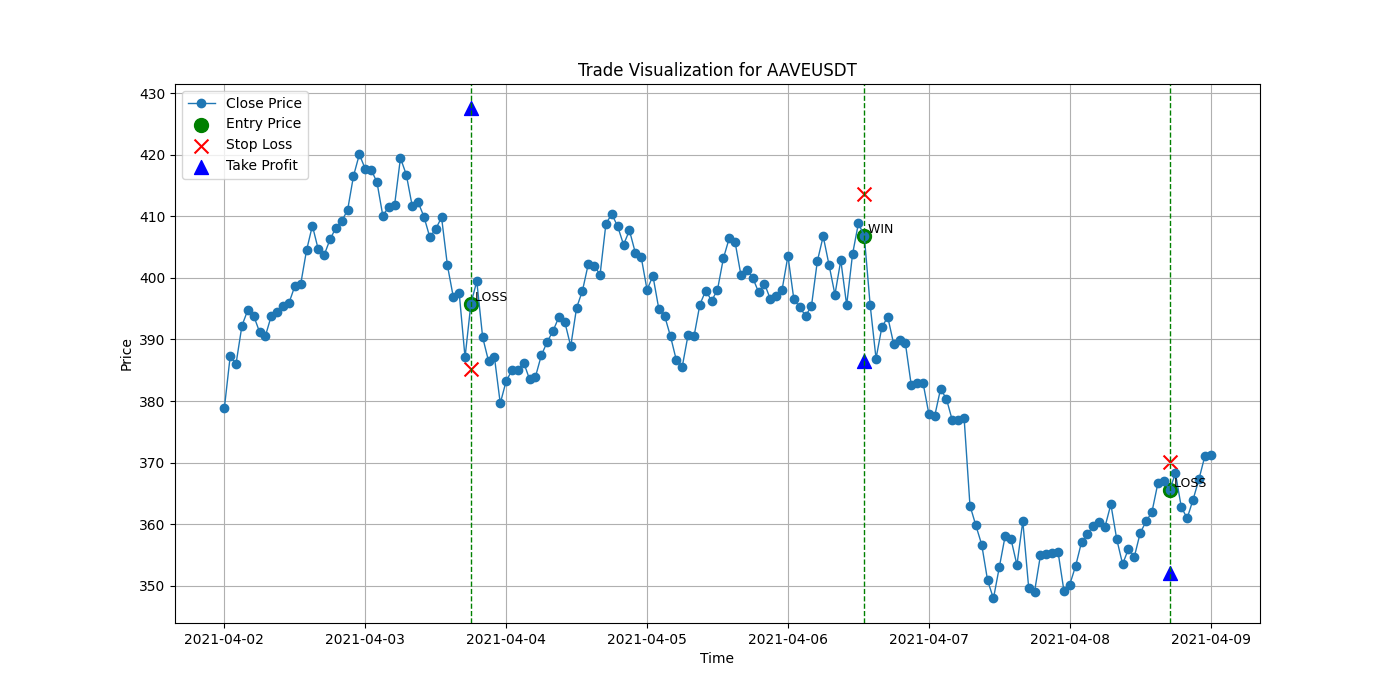 Trade Visualization for AAVEUSDT
Close Price
Entry Price
Stop Loss
Take Profit
Price
430
420
410
400
390
380
370
360
350
LOSS
WIN
LOSS
2021-04-02
2021-04-03
2021-04-04
2021-04-05
2021-04-06
2021-04-07
2021-04-08
2021-04-09
Time